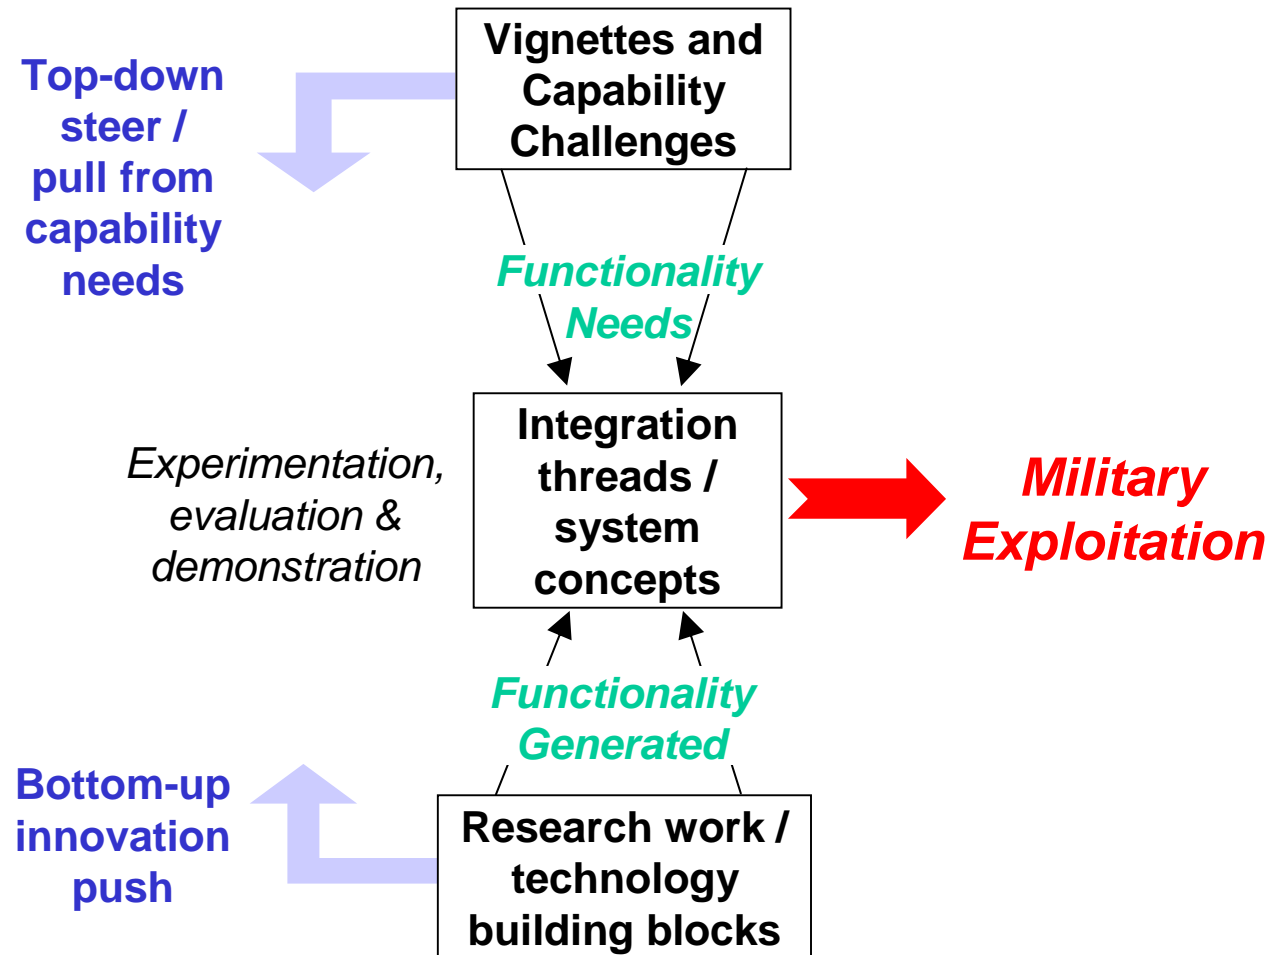 Vignettes and
Capability
Challenges
Top-down
steer /
pull from
capability
needs
Functionality
Needs
Integration
threads /
system
concepts
Experimentation,
evaluation &
demonstration
Military
Exploitation
Functionality
Generated
Bottom-up
innovation
push
Research work /
technology
building blocks